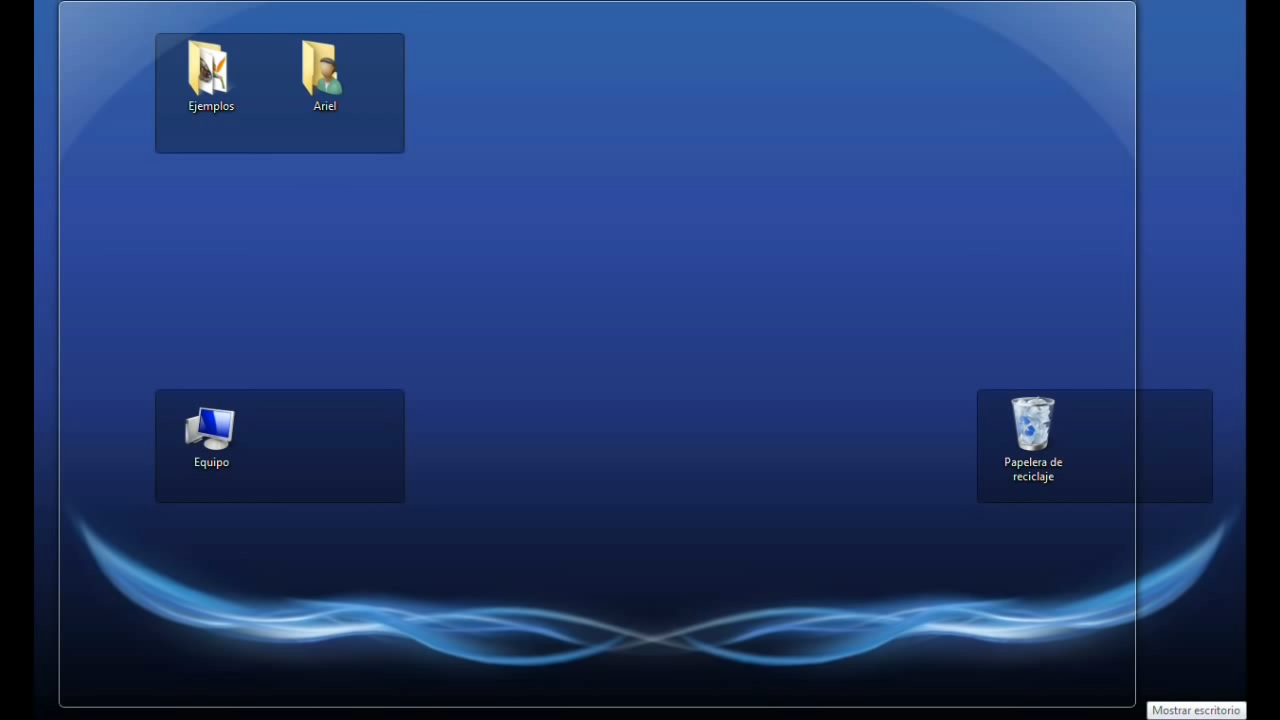 Ejemplos
Ariel
Equipo
Papelera de
reciclaje
Mostrar escritorio